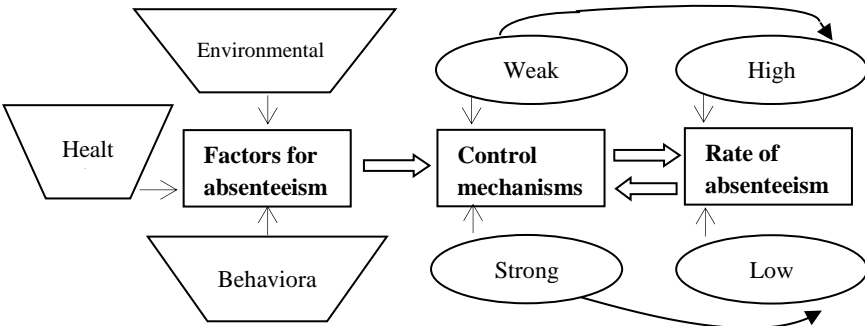 Environmental
Weak
High
Healt
Factors for
absenteeism
Control
mechanisms
Rate of
absenteeism
Behaviora
Strong
Low